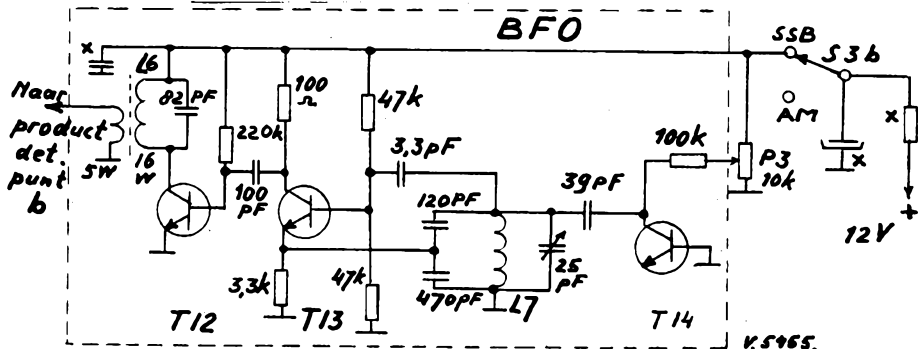 BFO
SSB
S3b
x
L6
Naar
product
det.
punt
b
82 PF
5W
16
W
220k
100
Ω
47k
100
PF
3,3pF
100k
AM
x
x
P3
10k
39pF
120PF
12V
+
3,3k
47k
470PF
L7
25
PF
T12
T13
T14
V.5965.